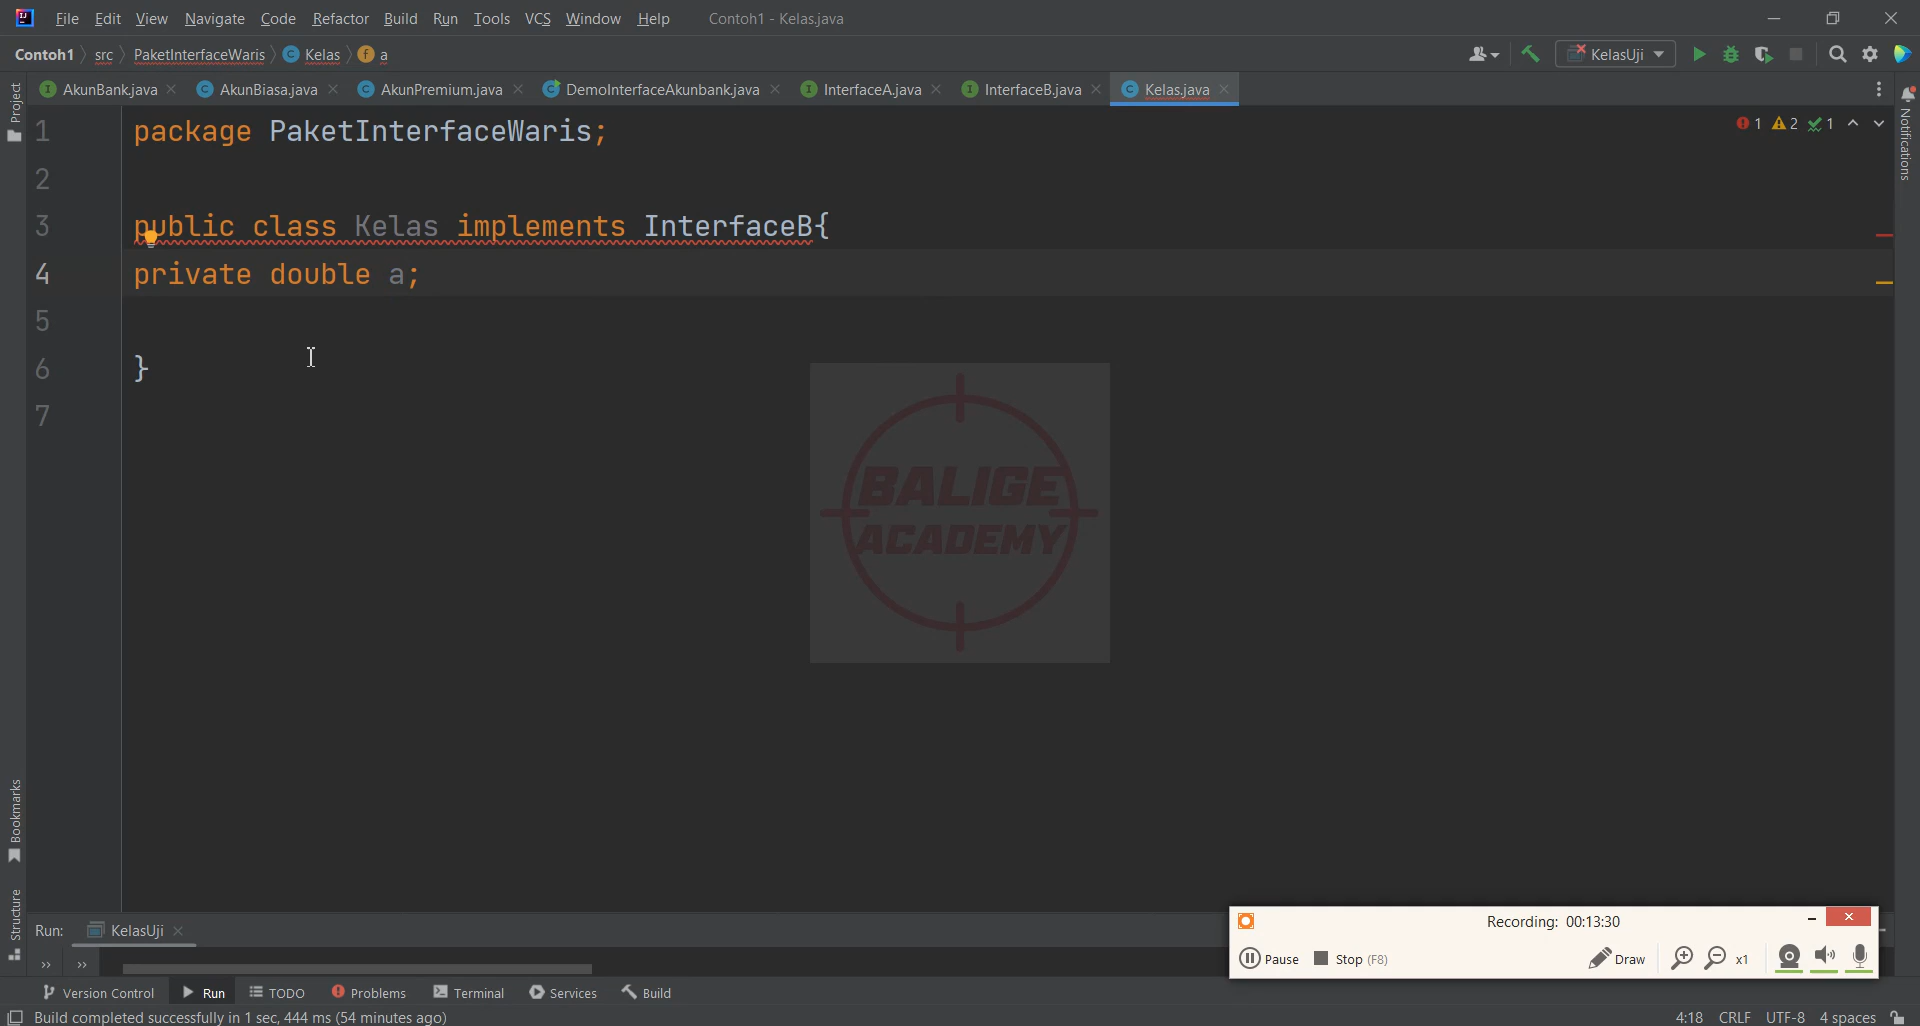 File Edit View Navigate Code Refactor Build Run Tools VCS Window Help Contoh1 - Kelas.java
Contoh1 src PaketInterfaceWaris Kelas a KelasUji
AkunBank.java AkunBiasa.java AkunPremium.java DemoInterfaceAkunbank.java InterfaceA.java InterfaceB.java Kelas.java
Project
Notifications
1 2 1
1 package PaketInterfaceWaris;
2
3 public class Kelas implements InterfaceB{
4 private double a;
5
6 }
7
BALIGE
ACADEMY
Bookmarks
Structure
Run: KelasUji
Recording: 00:13:30
Pause Stop (F8) Draw x1
Version Control Run TODO Problems Terminal Services Build
Build completed successfully in 1 sec, 444 ms (54 minutes ago) 4:18 CRLF UTF-8 4 spaces